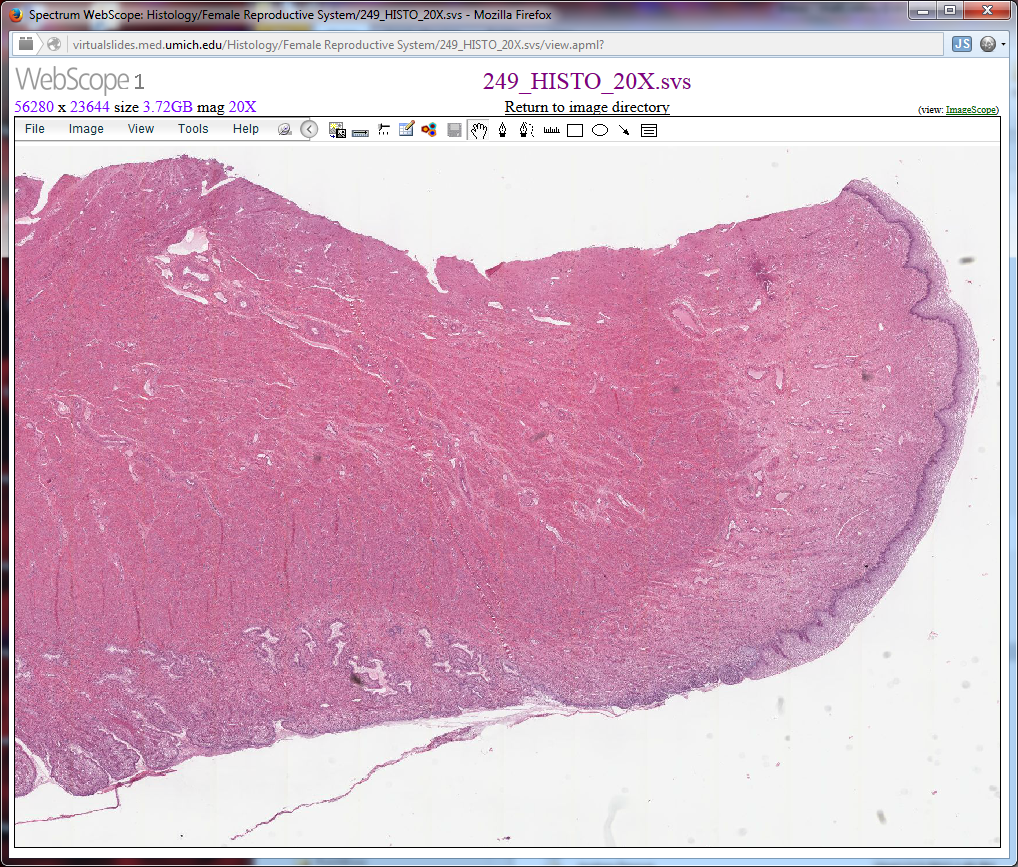 Spectrum WebScope: Histology/Female Reproductive System/249_HISTO_20X.svs - Mozilla Firefox
virtualslides.med.umich.edu/Histology/Female Reproductive System/249_HISTO_20X.svs/view.apml?
JS
WebScope 1
249_HISTO_20X.svs
56280 x 23644 size 3.72GB mag 20X
Return to image directory
(view: ImageScope)
File Image View Tools Help